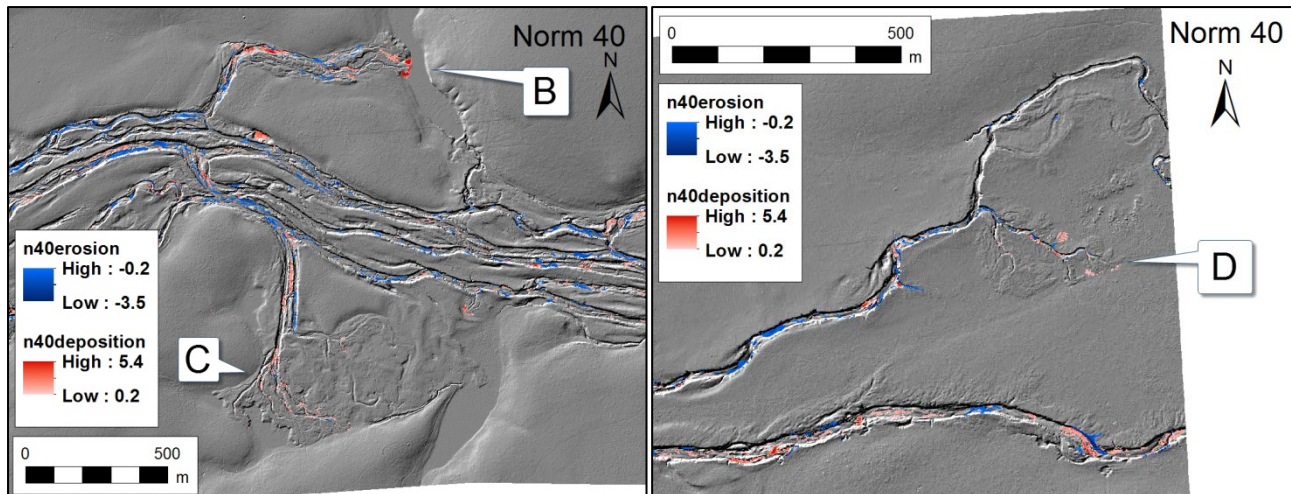 Norm 40
N
B
n40erosion
High : -0.2
Low : -3.5
n40deposition
High : 5.4
Low : 0.2
C
0 500
m
0 500
m
Norm 40
N
n40erosion
High : -0.2
Low : -3.5
n40deposition
High : 5.4
Low : 0.2
D